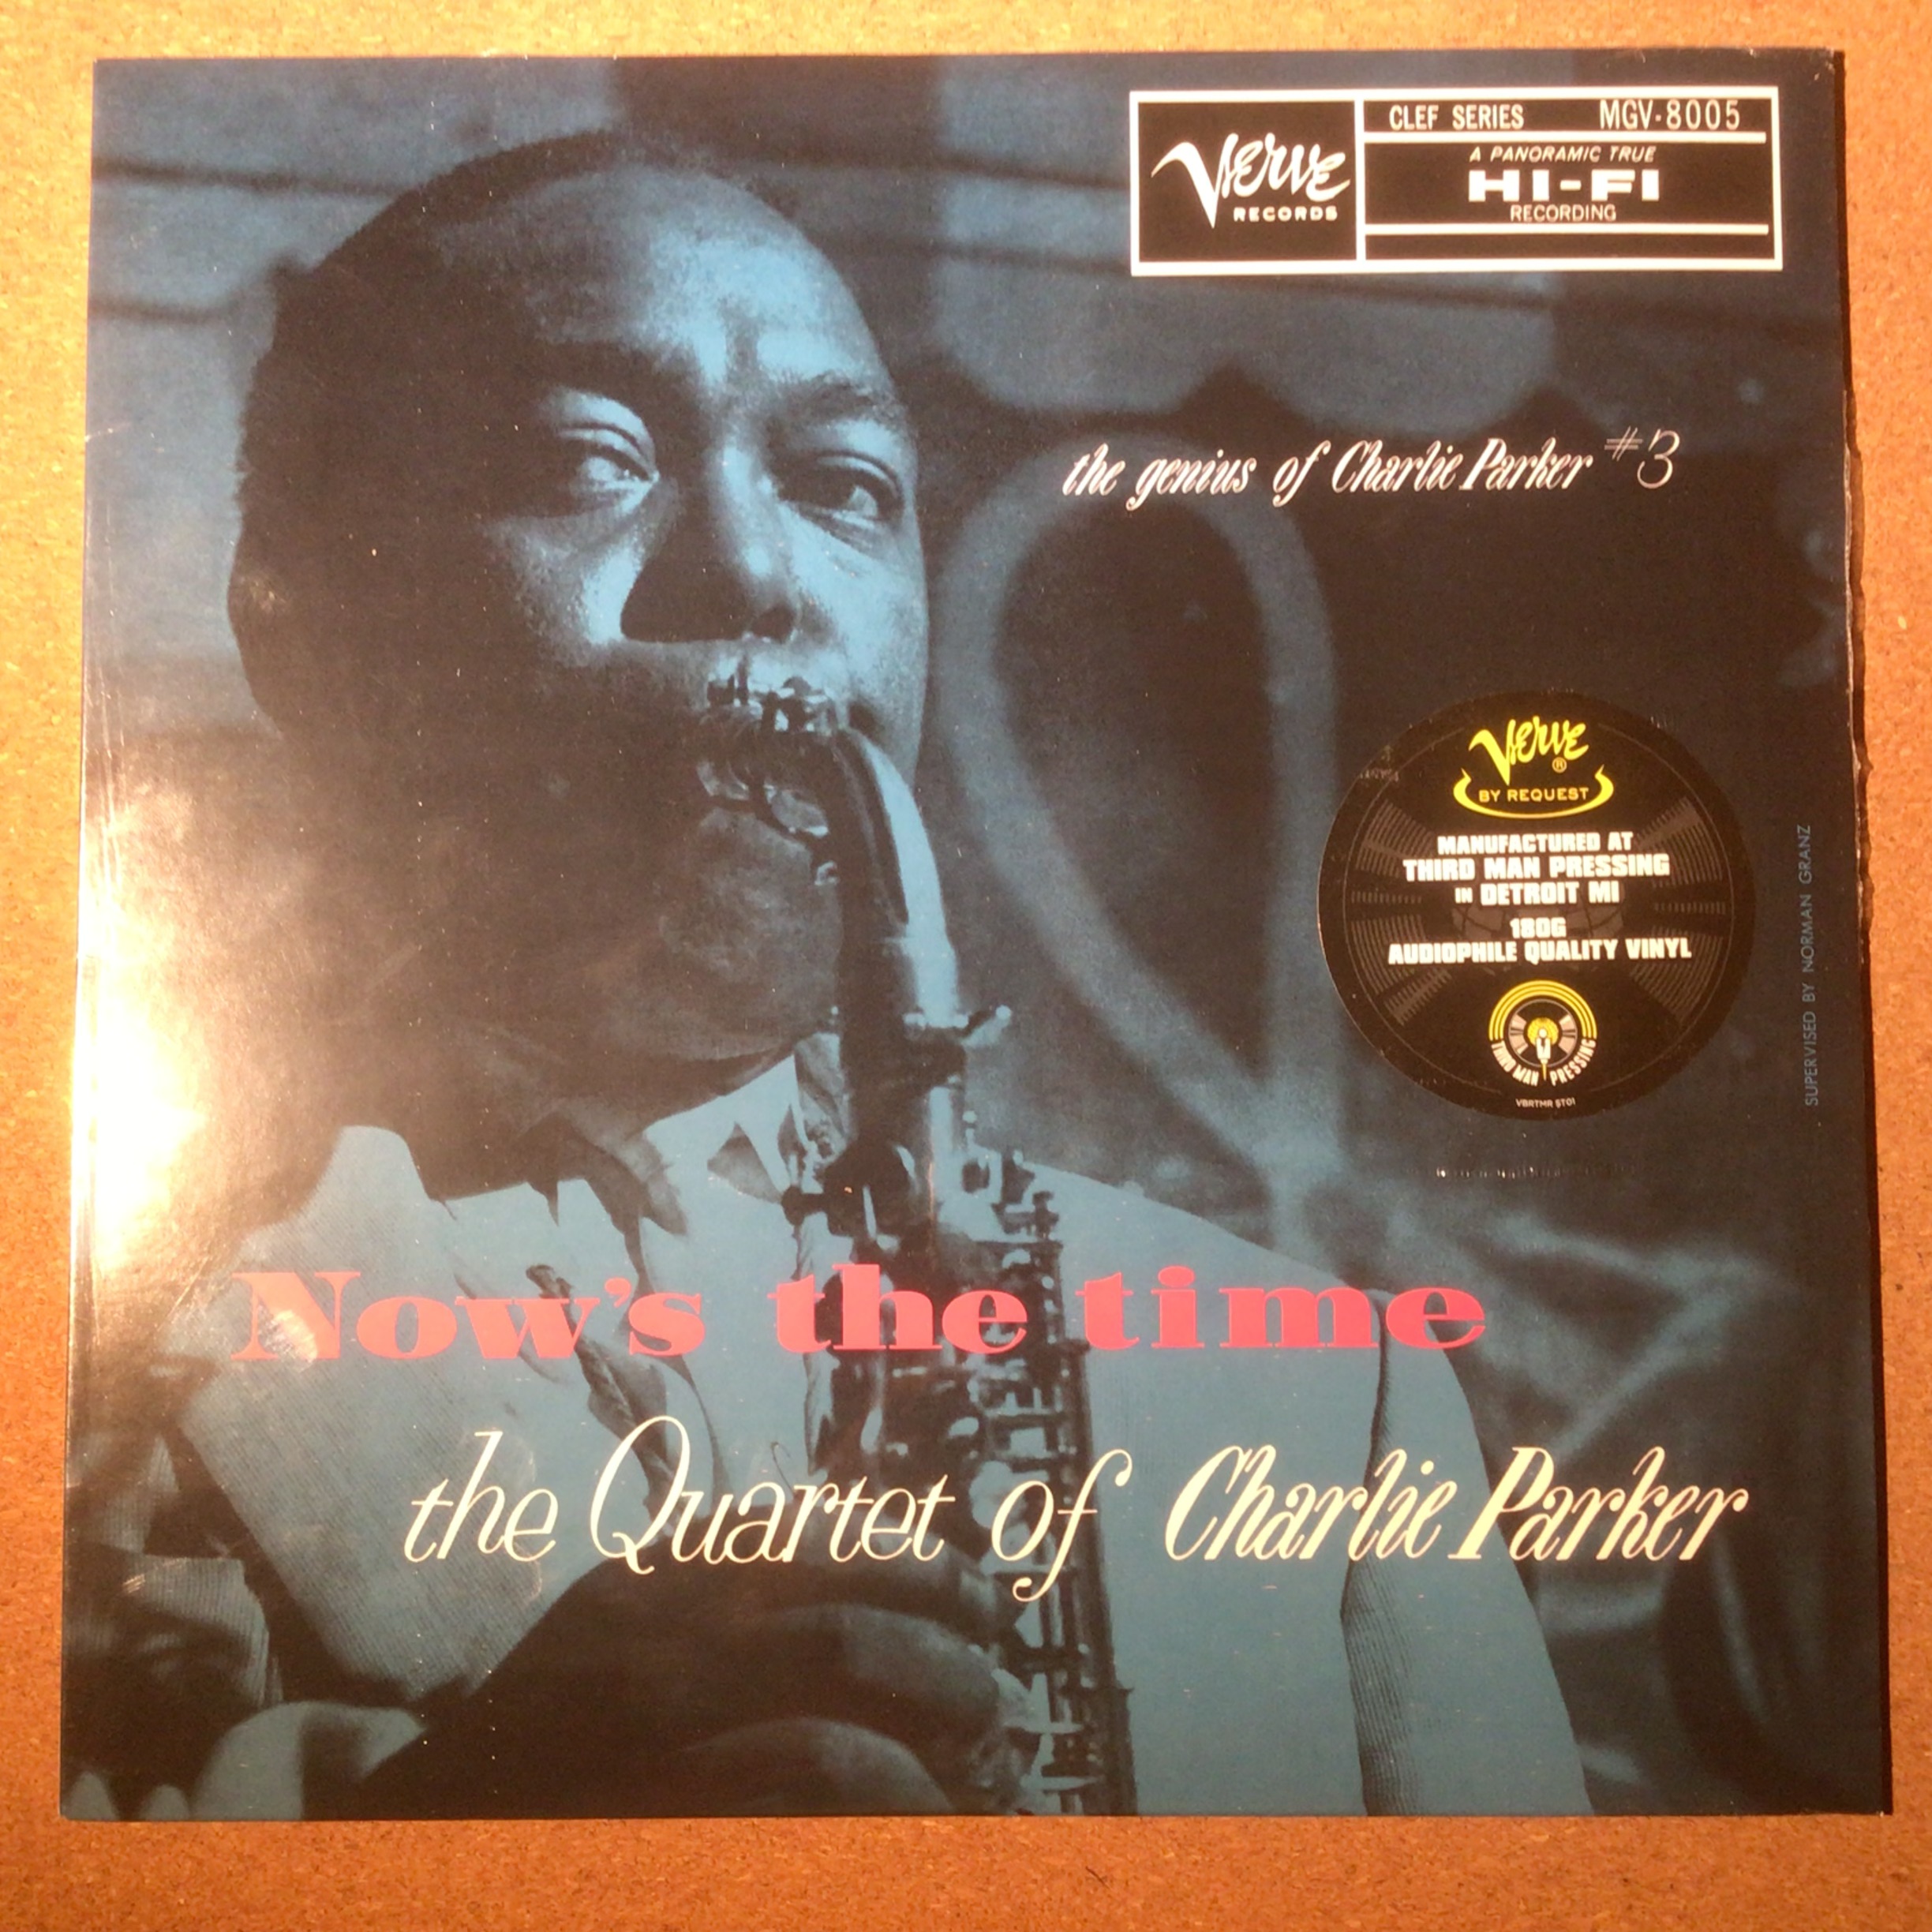 Verve
RECORDS
CLEF SERIES MGV-8005
A PANORAMIC TRUE
HI-FI
RECORDING
the genius of Charlie Parker #3
Verve ®
BY REQUEST
MANUFACTURED AT
THIRD MAN PRESSING
IN DETROIT MI
180G
AUDIOPHILE QUALITY VINYL
THIRD MAN PRESSING
VBRTMR ST01
SUPERVISED BY NORMAN GRANZ
Now's the time
the Quartet of Charlie Parker